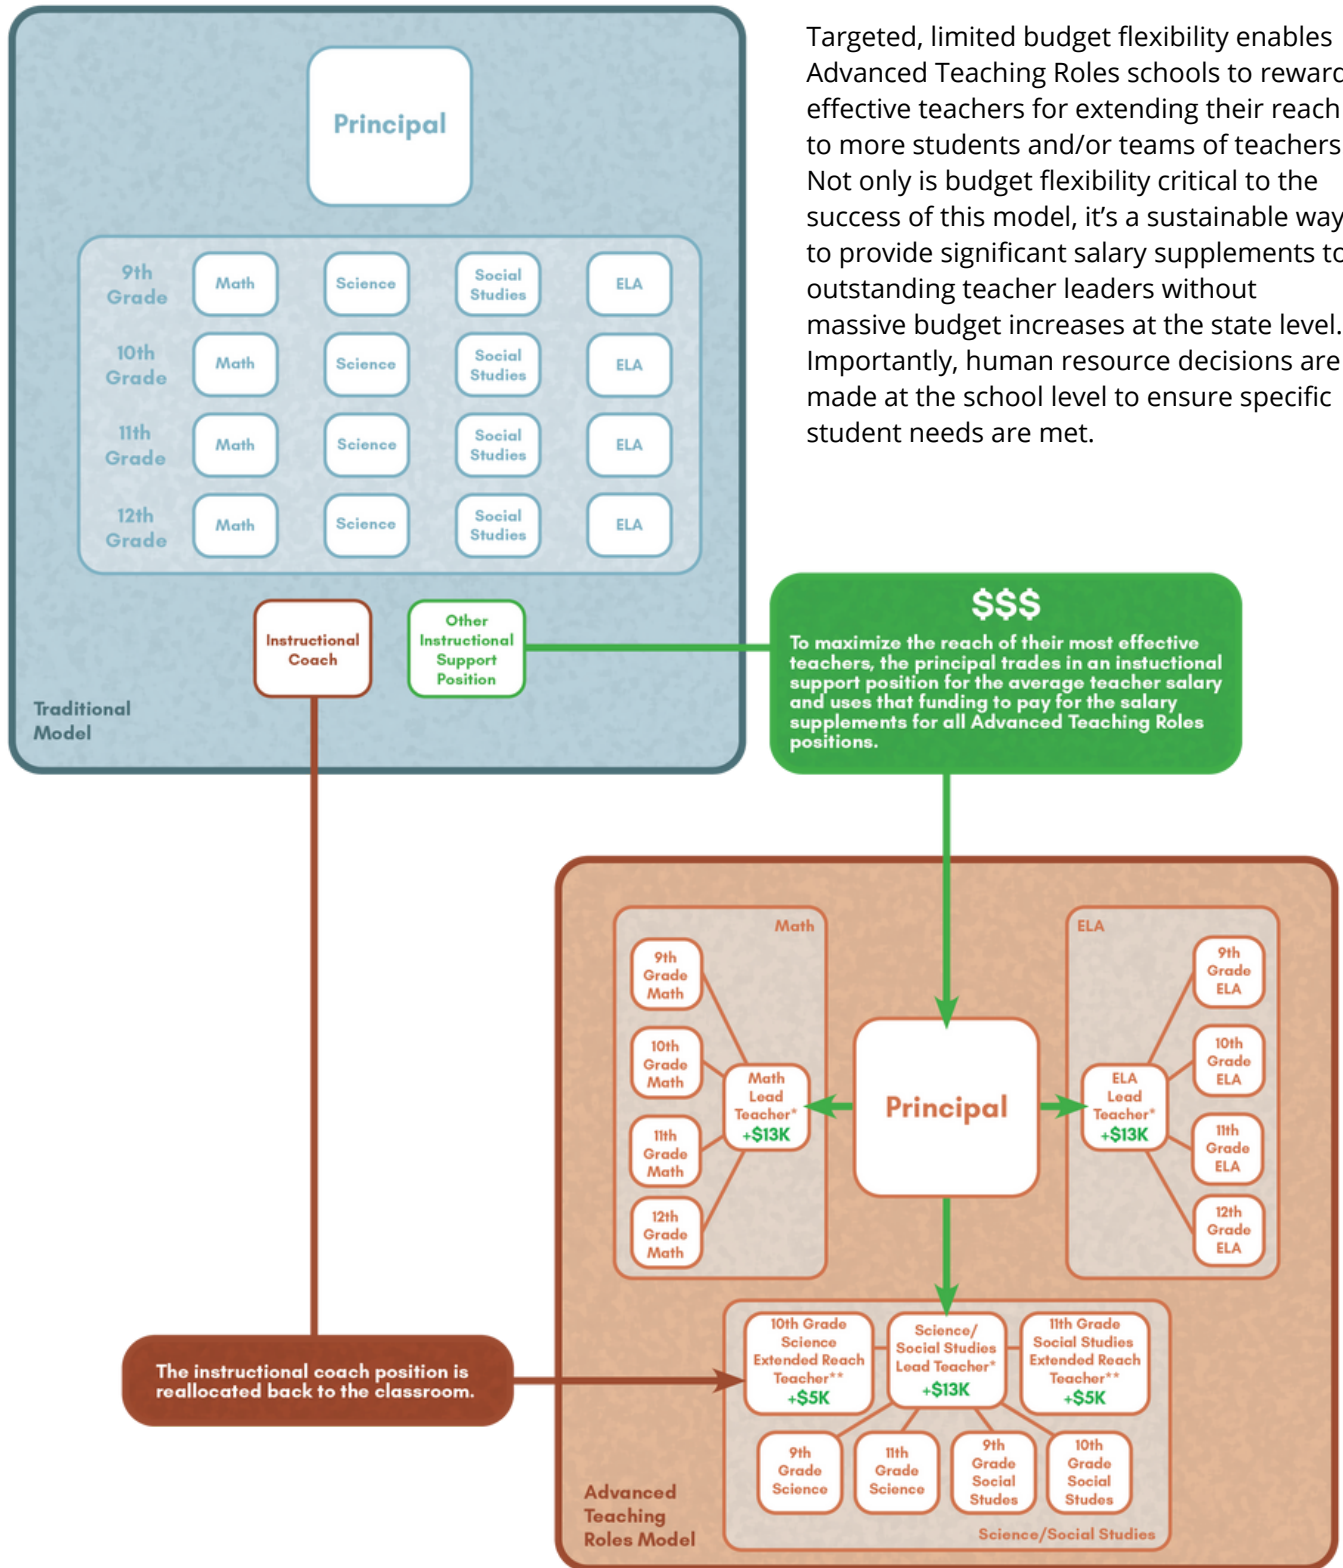 Targeted, limited budget flexibility enables
Advanced Teaching Roles schools to reward
effective teachers for extending their reach
to more students and/or teams of teachers
Not only is budget flexibility critical to the
success of this model, it's a sustainable way
to provide significant salary supplements to
outstanding teacher leaders without
massive budget increases at the state level.
Importantly, human resource decisions are
made at the school level to ensure specific
student needs are met.
Principal
9th
Grade
Math
Science
Social
Studies
ELA
10th
Grade
Math
Science
Social
Studies
ELA
11th
Grade
Math
Science
Social
Studies
ELA
12th
Grade
Math
Science
Social
Studies
ELA
Instructional
Coach
Other
Instructional
Support
Position
Traditional
Model
$$$
To maximize the reach of their most effective
teachers, the principal trades in an instuctional
support position for the average teacher salary
and uses that funding to pay for the salary
supplements for all Advanced Teaching Roles
positions.
Math
9th
Grade
Math
10th
Grade
Math
11th
Grade
Math
12th
Grade
Math
Math
Lead
Teacher*
+$13K
Principal
ELA
9th
Grade
ELA
10th
Grade
ELA
11th
Grade
ELA
12th
Grade
ELA
ELA
Lead
Teacher*
+$13K
10th Grade
Science
Extended Reach
Teacher**
+$5K
Science/
Social Studies
Lead Teacher*
+$13K
11th Grade
Social Studies
Extended Reach
Teacher**
+$5K
9th
Grade
Science
11th
Grade
Science
9th
Grade
Social
Studes
10th
Grade
Social
Studes
Science/Social Studies
The instructional coach position is
reallocated back to the classroom.
Advanced
Teaching
Roles Model